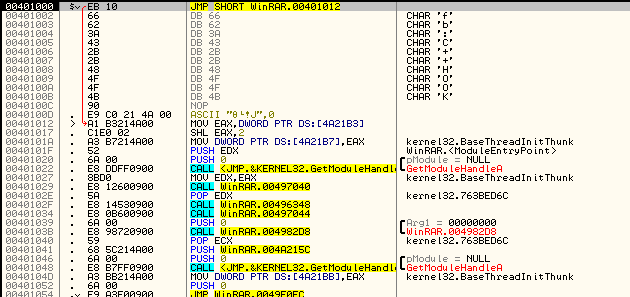 00401000 $ EB 10 JMP SHORT WinRAR.00401012
00401002 66 DB 66 CHAR 'f'
00401003 62 DB 62 CHAR 'b'
00401004 3A DB 3A CHAR ':'
00401005 43 DB 43 CHAR 'C'
00401006 2B DB 2B CHAR '+'
00401007 2B DB 2B CHAR '+'
00401008 48 DB 48 CHAR 'H'
00401009 4F DB 4F CHAR 'O'
0040100A 4F DB 4F CHAR 'O'
0040100B 4B DB 4B CHAR 'K'
0040100C 90 NOP
0040100D . E9 C0 21 4A 00 ASCII J",0
00401012 > A1 B3214A00 MOV EAX,DWORD PTR DS:[4A21B3]
00401017 . C1E0 02 SHL EAX,2
0040101A . A3 B7214A00 MOV DWORD PTR DS:[4A21B7],EAX kernel32.BaseThreadInitThunk
0040101F . 52 PUSH EDX WinRAR.<ModuleEntryPoint>
00401020 . 6A 00 PUSH 0 pModule = NULL
00401022 . E8 DDFF0900 CALL <JMP.&KERNEL32.GetModuleHandle GetModuleHandleA
00401027 . 8BD0 MOV EDX,EAX kernel32.BaseThreadInitThunk
00401029 . E8 12600900 CALL WinRAR.00497040
0040102E . 5A POP EDX kernel32.763BED6C
0040102F . E8 14530900 CALL WinRAR.00496348
00401034 . E8 0B600900 CALL WinRAR.00497044
00401039 . 6A 00 PUSH 0 Arg1 = 00000000
0040103B . E8 98720900 CALL WinRAR.004982D8 WinRAR.004982D8
00401040 . 59 POP ECX kernel32.763BED6C
00401041 . 68 5C214A00 PUSH WinRAR.004A215C
00401046 . 6A 00 PUSH 0 pModule = NULL
00401048 . E8 B7FF0900 CALL <JMP.&KERNEL32.GetModuleHandle GetModuleHandleA
0040104D . A3 BB214A00 MOV DWORD PTR DS:[4A21BB],EAX kernel32.BaseThreadInitThunk
00401052 . 6A 00 PUSH 0
00401054 . E9 A3E00900 JMP WinRAR.0049F0FC